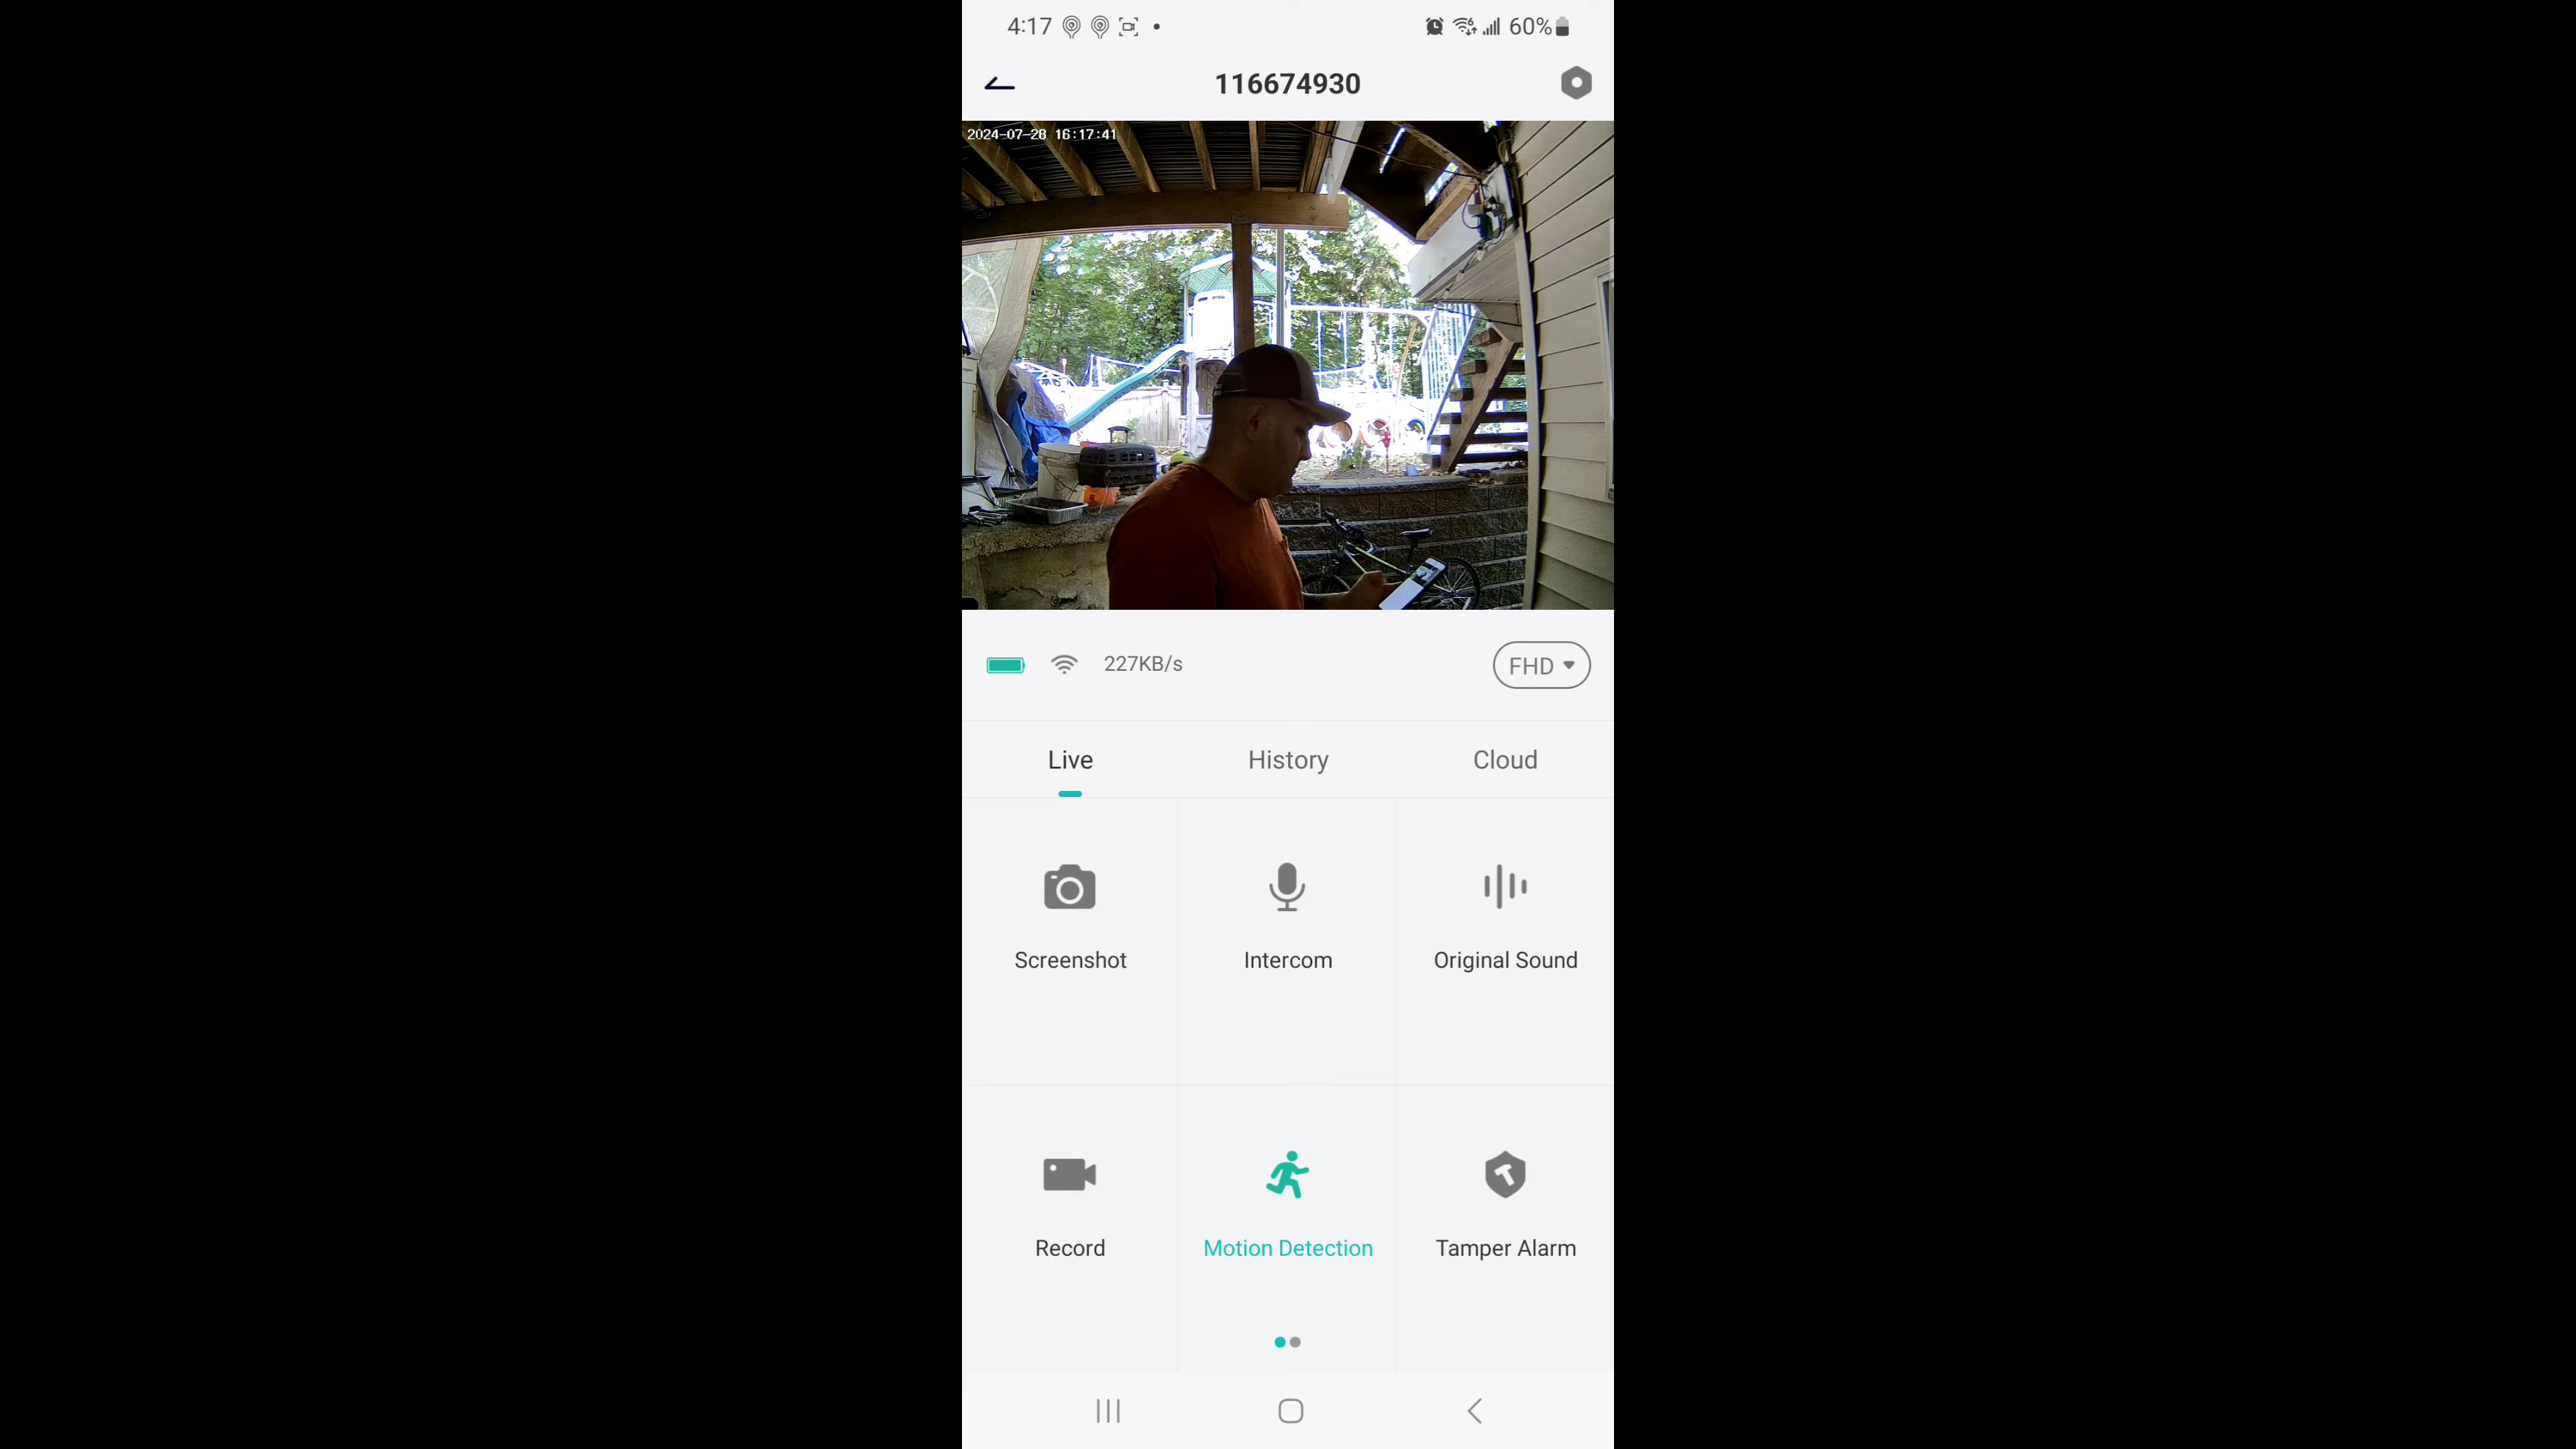 4:17 60%
116674930
2024-07-28 16:17:41
227KB/s FHD
Live History Cloud
Screenshot Intercom Original Sound
Record Motion Detection Tamper Alarm